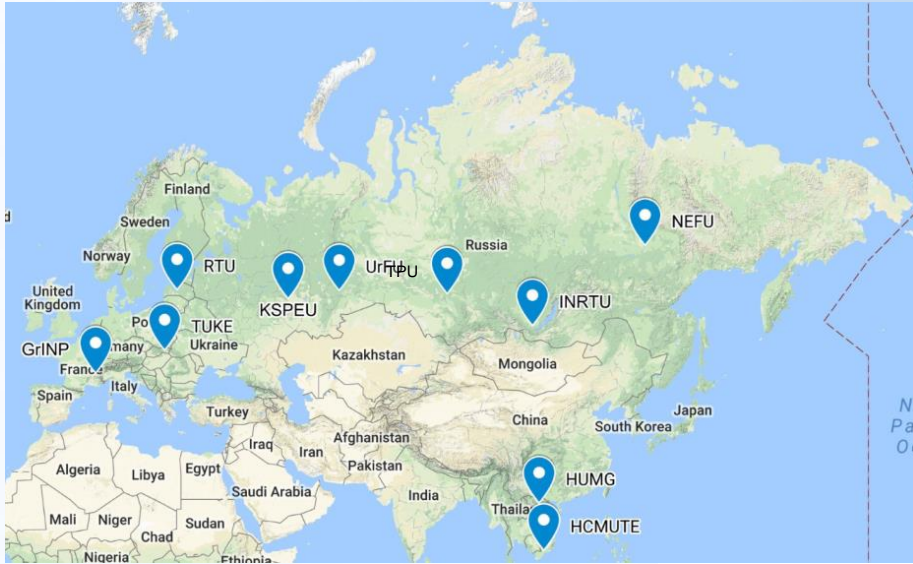 Finland
Sweden
Norway
United
Kingdom
RTU
KSPEU
UrFU
TPU
Russia
NEFU
INRTU
Po
TUKE
GrINP
many
Ukraine
France
Spain
Italy
Turkey
Kazakhstan
Mongolia
China
South Korea
Japan
N
Pa
O
Iraq
Iran
Afghanistan
Pakistan
Algeria
Libya
Egypt
Saudi Arabia
India
HUMG
Thaila
HCMUTE
Mali
Niger
Chad
Sudan
Nigeria
Ethiopia
d